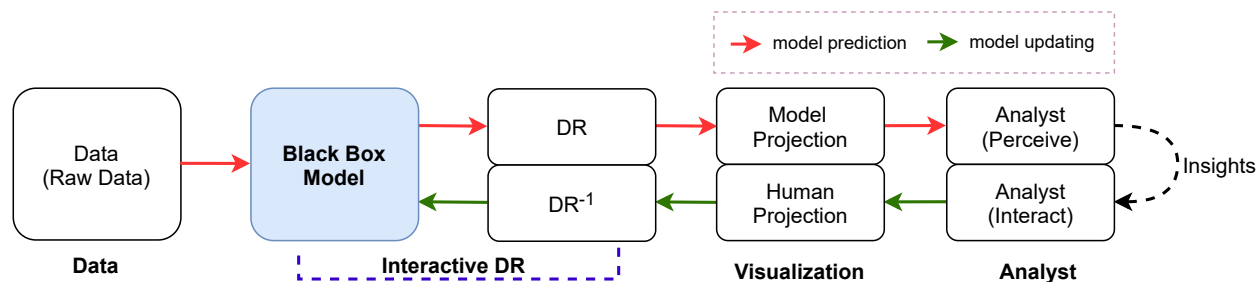 model prediction
model updating
Data
(Raw Data)
Black Box
Model
DR
DR-1
Model
Projection
Human
Projection
Analyst
(Perceive)
Analyst
(Interact)
Insights
Data
Interactive DR
Visualization
Analyst